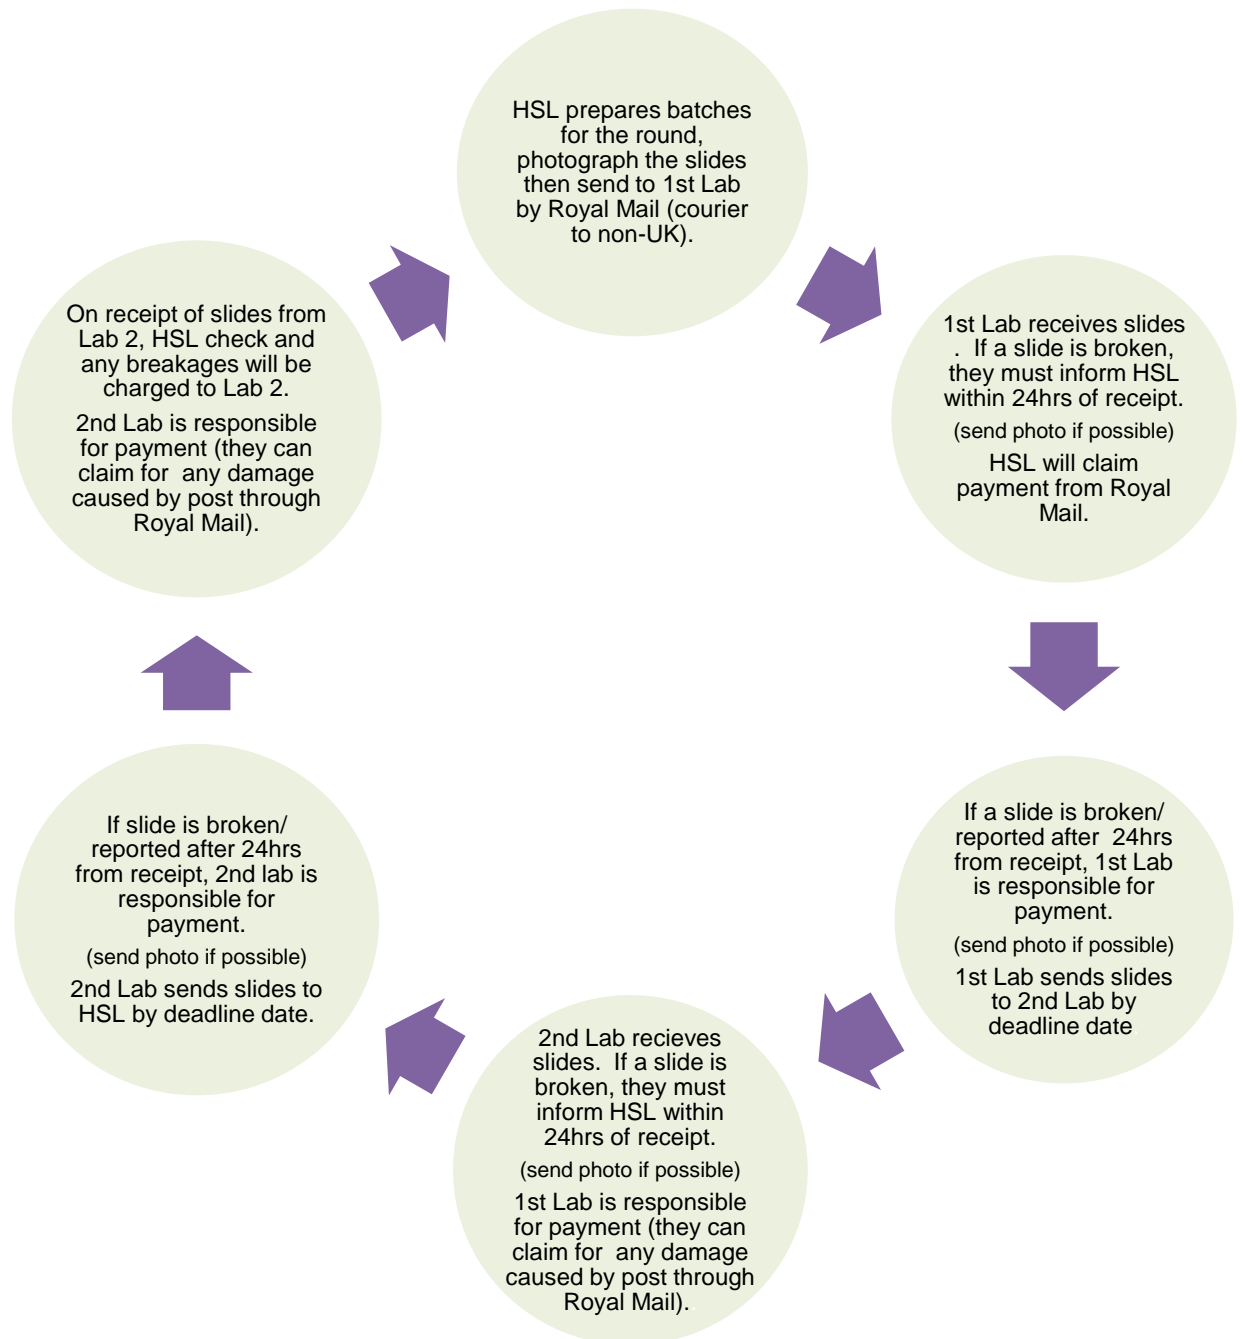 HSL prepares batches
for the round,
photograph the slides
then send to 1st Lab
by Royal Mail (courier
to non-UK).
1st Lab receives slides
. If a slide is broken,
they must inform HSL
within 24hrs of receipt.
(send photo if possible)
HSL will claim
payment from Royal
Mail.
If a slide is broken/
reported after 24hrs
from receipt, 1st Lab
is responsible for
payment.
(send photo if possible)
1st Lab sends slides
to 2nd Lab by
deadline date
2nd Lab recieves
slides. If a slide is
broken, they must
inform HSL within
24hrs of receipt.
(send photo if possible)
1st Lab is responsible
for payment (they can
claim for any damage
caused by post through
Royal Mail).
If slide is broken/
reported after 24hrs
from receipt, 2nd lab is
responsible for
payment.
(send photo if possible)
2nd Lab sends slides to
HSL by deadline date.
On receipt of slides from
Lab 2, HSL check and
any breakages will be
charged to Lab 2.
2nd Lab is responsible
for payment (they can
claim for any damage
caused by post through
Royal Mail).